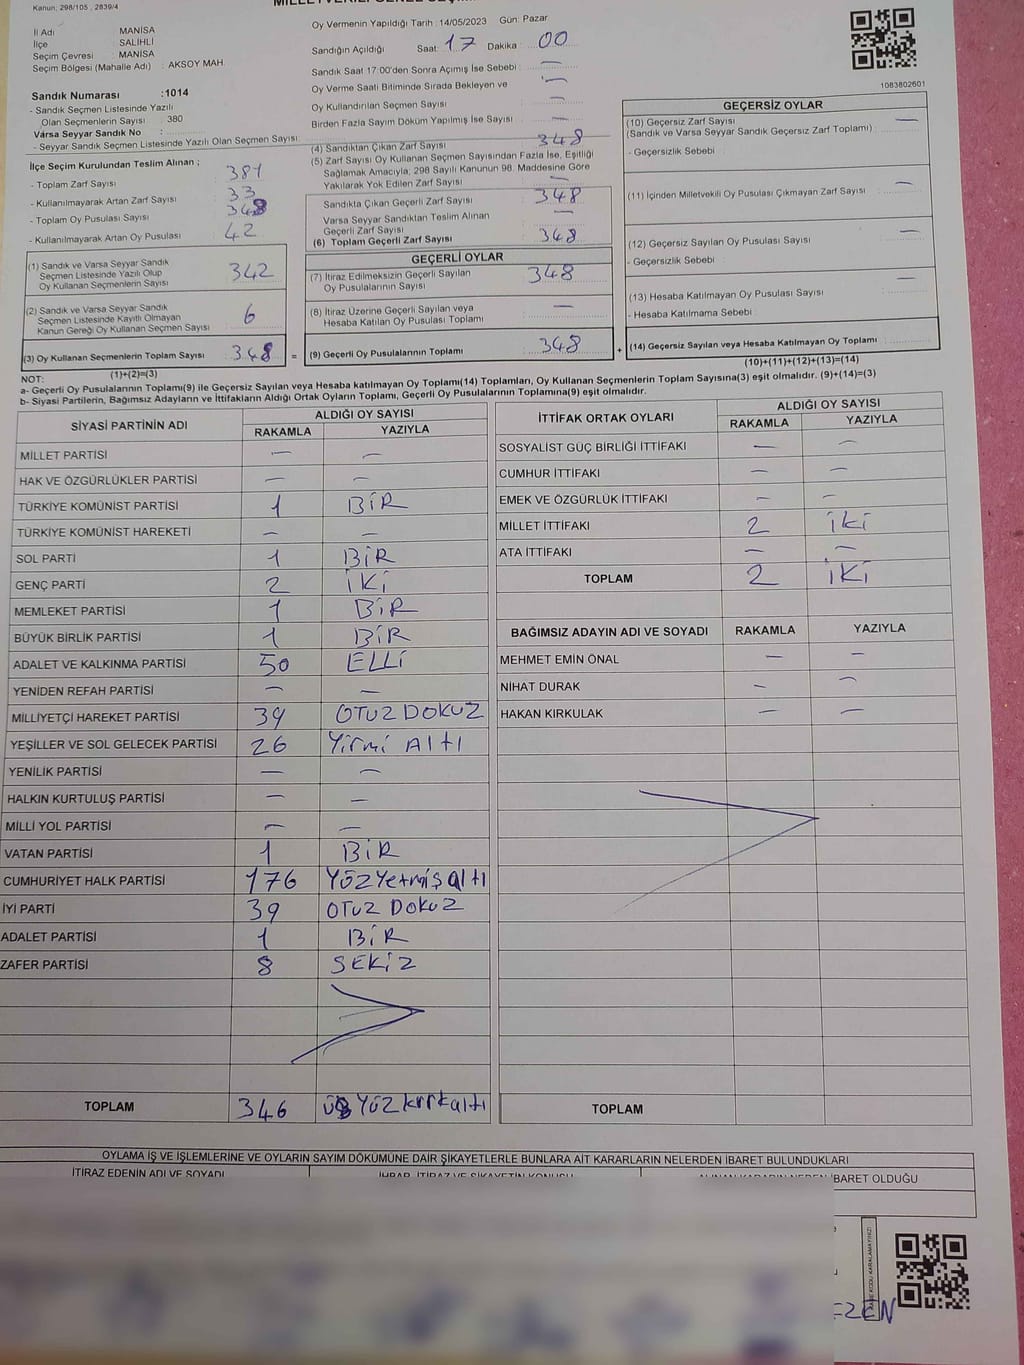 Kanun: 298/105 , 2839/4
İl Adı MANİSA
İlçe SALİHLİ
Seçim Çevresi MANİSA
Seçim Bölgesi (Mahalle Adı) : AKSOY MAH.
Sandık Numarası :1014
- Sandık Seçmen Listesinde Yazılı
Olan Seçmenlerin Sayısı : 380
Varsa Seyyar Sandık No :
- Seyyar Sandık Seçmen Listesinde Yazılı Olan Seçmen Sayısı:
İlçe Seçim Kurulundan Teslim Alınan ;
- Toplam Zarf Sayısı : 381
- Kullanılmayarak Artan Zarf Sayısı : 33
- Toplam Oy Pusulası Sayısı :
- Kullanılmayarak Artan Oy Pusulası : 42
(1) Sandık ve Varsa Seyyar Sandık
Seçmen Listesinde Yazılı Olup
Oy Kullanan Seçmenlerin Sayısı 342
(2) Sandık ve Varsa Seyyar Sandık
Seçmen Listesinde Kayıtlı Olmayan
Kanun Gereği Oy Kullanan Seçmen Sayısı 6
(3) Oy Kullanan Seçmenlerin Toplam Sayısı 348 =
(1)+(2)=(3)
Oy Vermenin Yapıldığı Tarih : 14/05/2023 Gün: Pazar
Sandığın Açıldığı Saat: 17 Dakika : 00
Sandık Saat 17:00'den Sonra Açımış İse Sebebi : —
Oy Verme Saati Bitiminde Sırada Bekleyen ve —
Oy Kullandırılan Seçmen Sayısı : —
Birden Fazla Sayım Döküm Yapılmış İse Sayısı : —
(4) Sandıktan Çıkan Zarf Sayısı : 348
(5) Zarf Sayısı Oy Kullanan Seçmen Sayısından Fazla İse, Eşitliği
Sağlamak Amacıyla, 298 Sayılı Kanunun 98. Maddesine Göre
Yakılarak Yok Edilen Zarf Sayısı —
Sandıkta Çıkan Geçerli Zarf Sayısı 348
Varsa Seyyar Sandıktan Teslim Alınan
Geçerli Zarf Sayısı —
(6) Toplam Geçerli Zarf Sayısı 348
GEÇERLİ OYLAR
(7) İtiraz Edilmeksizin Geçerli Sayılan
Oy Pusulalarının Sayısı 348
(8) İtiraz Üzerine Geçerli Sayılan veya
Hesaba Katılan Oy Pusulası Toplamı —
(9) Geçerli Oy Pusulalarının Toplamı 348 +
1083802601
GEÇERSİZ OYLAR
(10) Geçersiz Zarf Sayısı —
(Sandık ve Varsa Seyyar Sandık Geçersiz Zarf Toplamı)
- Geçersizlik Sebebi :
(11) İçinden Milletvekili Oy Pusulası Çıkmayan Zarf Sayısı —
(12) Geçersiz Sayılan Oy Pusulası Sayısı —
- Geçersizlik Sebebi :
(13) Hesaba Katılmayan Oy Pusulası Sayısı —
- Hesaba Katılmama Sebebi :
(14) Geçersiz Sayılan veya Hesaba Katılmayan Oy Toplamı
(10)+(11)+(12)+(13)=(14)
NOT:
a- Geçerli Oy Pusulalarının Toplamı(9) ile Geçersiz Sayılan veya Hesaba katılmayan Oy Toplamı(14) Toplamları, Oy Kullanan Seçmenlerin Toplam Sayısına(3) eşit olmalıdır. (9)+(14)=(3)
b- Siyasi Partilerin, Bağımsız Adayların ve İttifakların Aldığı Ortak Oyların Toplamı, Geçerli Oy Pusulalarının Toplamına(9) eşit olmalıdır.
SİYASİ PARTİNİN ADI ALDIĞI OY SAYISI
RAKAMLA YAZIYLA
MİLLET PARTİSİ — —
HAK VE ÖZGÜRLÜKLER PARTİSİ — —
TÜRKİYE KOMÜNİST PARTİSİ 1 BİR
TÜRKİYE KOMÜNİST HAREKETİ — —
SOL PARTİ 1 BİR
GENÇ PARTİ 2 İKİ
MEMLEKET PARTİSİ 1 BİR
BÜYÜK BİRLİK PARTİSİ 1 BİR
ADALET VE KALKINMA PARTİSİ 50 ELLİ
YENİDEN REFAH PARTİSİ — —
MİLLİYETÇİ HAREKET PARTİSİ 39 OTUZ DOKUZ
YEŞİLLER VE SOL GELECEK PARTİSİ 26 Yirmi Altı
YENİLİK PARTİSİ — —
HALKIN KURTULUŞ PARTİSİ — —
MİLLİ YOL PARTİSİ — —
VATAN PARTİSİ 1 BİR
CUMHURİYET HALK PARTİSİ 176 YÜZ Yetmiş altı
İYİ PARTİ 39 OTUZ DOKUZ
ADALET PARTİSİ 1 BİR
ZAFER PARTİSİ 8 SEKİZ
TOPLAM 346 üç YÜZ kırk altı
İTTİFAK ORTAK OYLARI ALDIĞI OY SAYISI
RAKAMLA YAZIYLA
SOSYALİST GÜÇ BİRLİĞİ İTTİFAKI — —
CUMHUR İTTİFAKI — —
EMEK VE ÖZGÜRLÜK İTTİFAKI — —
MİLLET İTTİFAKI 2 İKİ
ATA İTTİFAKI — —
TOPLAM 2 İKİ
BAĞIMSIZ ADAYIN ADI VE SOYADI RAKAMLA YAZIYLA
MEHMET EMİN ÖNAL — —
NİHAT DURAK — —
HAKAN KIRKULAK — —
TOPLAM
OYLAMA İŞ VE İŞLEMLERİNE VE OYLARIN SAYIM DÖKÜMÜNE DAİR ŞİKAYETLERLE BUNLARA AİT KARARLARIN NELERDEN İBARET BULUNDUKLARI
İTİRAZ EDENİN ADI VE SOYADI İHBAR, İTİRAZ VE ŞİKAYETİN KONUSU ALINAN KARARIN NEDEN İBARET OLDUĞU